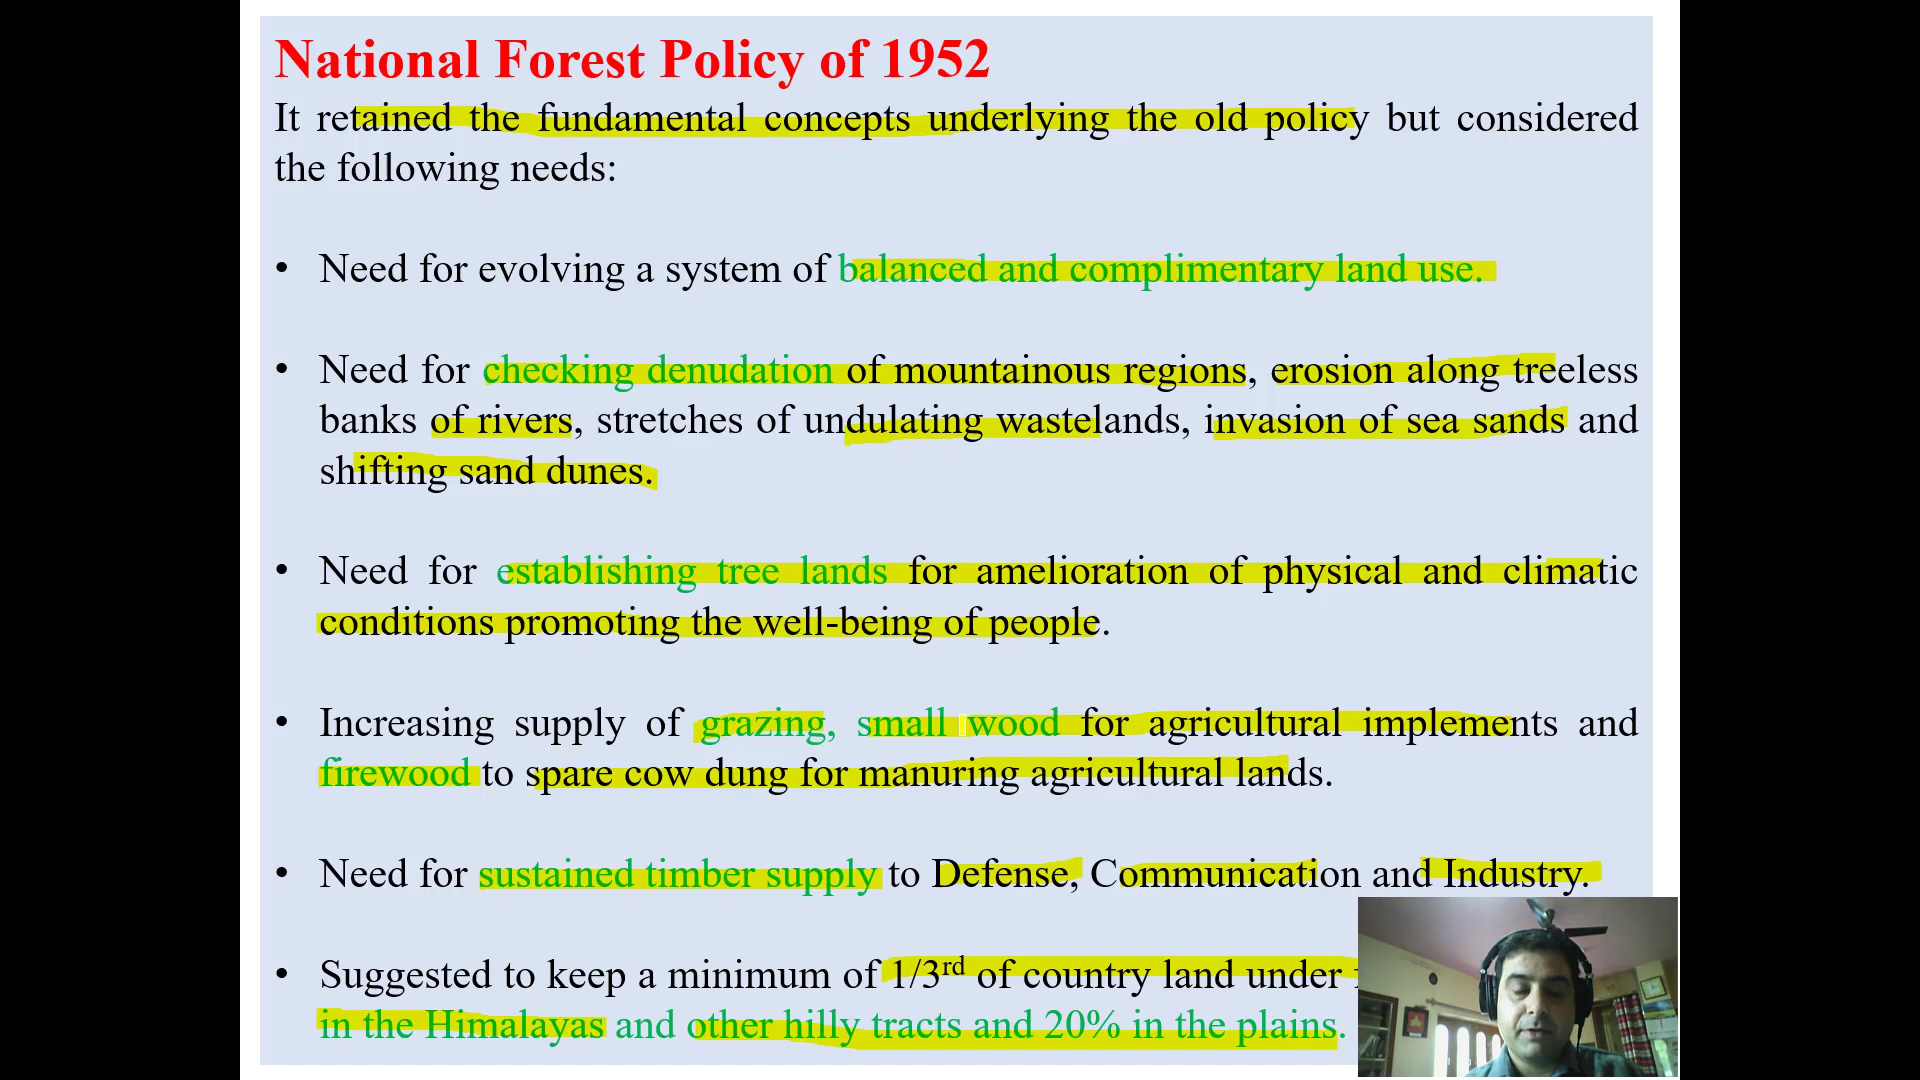 National Forest Policy of 1952
It retained the fundamental concepts underlying the old policy but considered
the following needs:
• Need for evolving a system of balanced and complimentary land use.
• Need for checking denudation of mountainous regions, erosion along treeless
banks of rivers, stretches of undulating wastelands, invasion of sea sands and
shifting sand dunes.
• Need for establishing tree lands for amelioration of physical and climatic
conditions promoting the well-being of people.
• Increasing supply of grazing, small wood for agricultural implements and
firewood to spare cow dung for manuring agricultural lands.
• Need for sustained timber supply to Defense, Communication and Industry.
• Suggested to keep a minimum of 1/3rd of country land under
in the Himalayas and other hilly tracts and 20% in the plains.